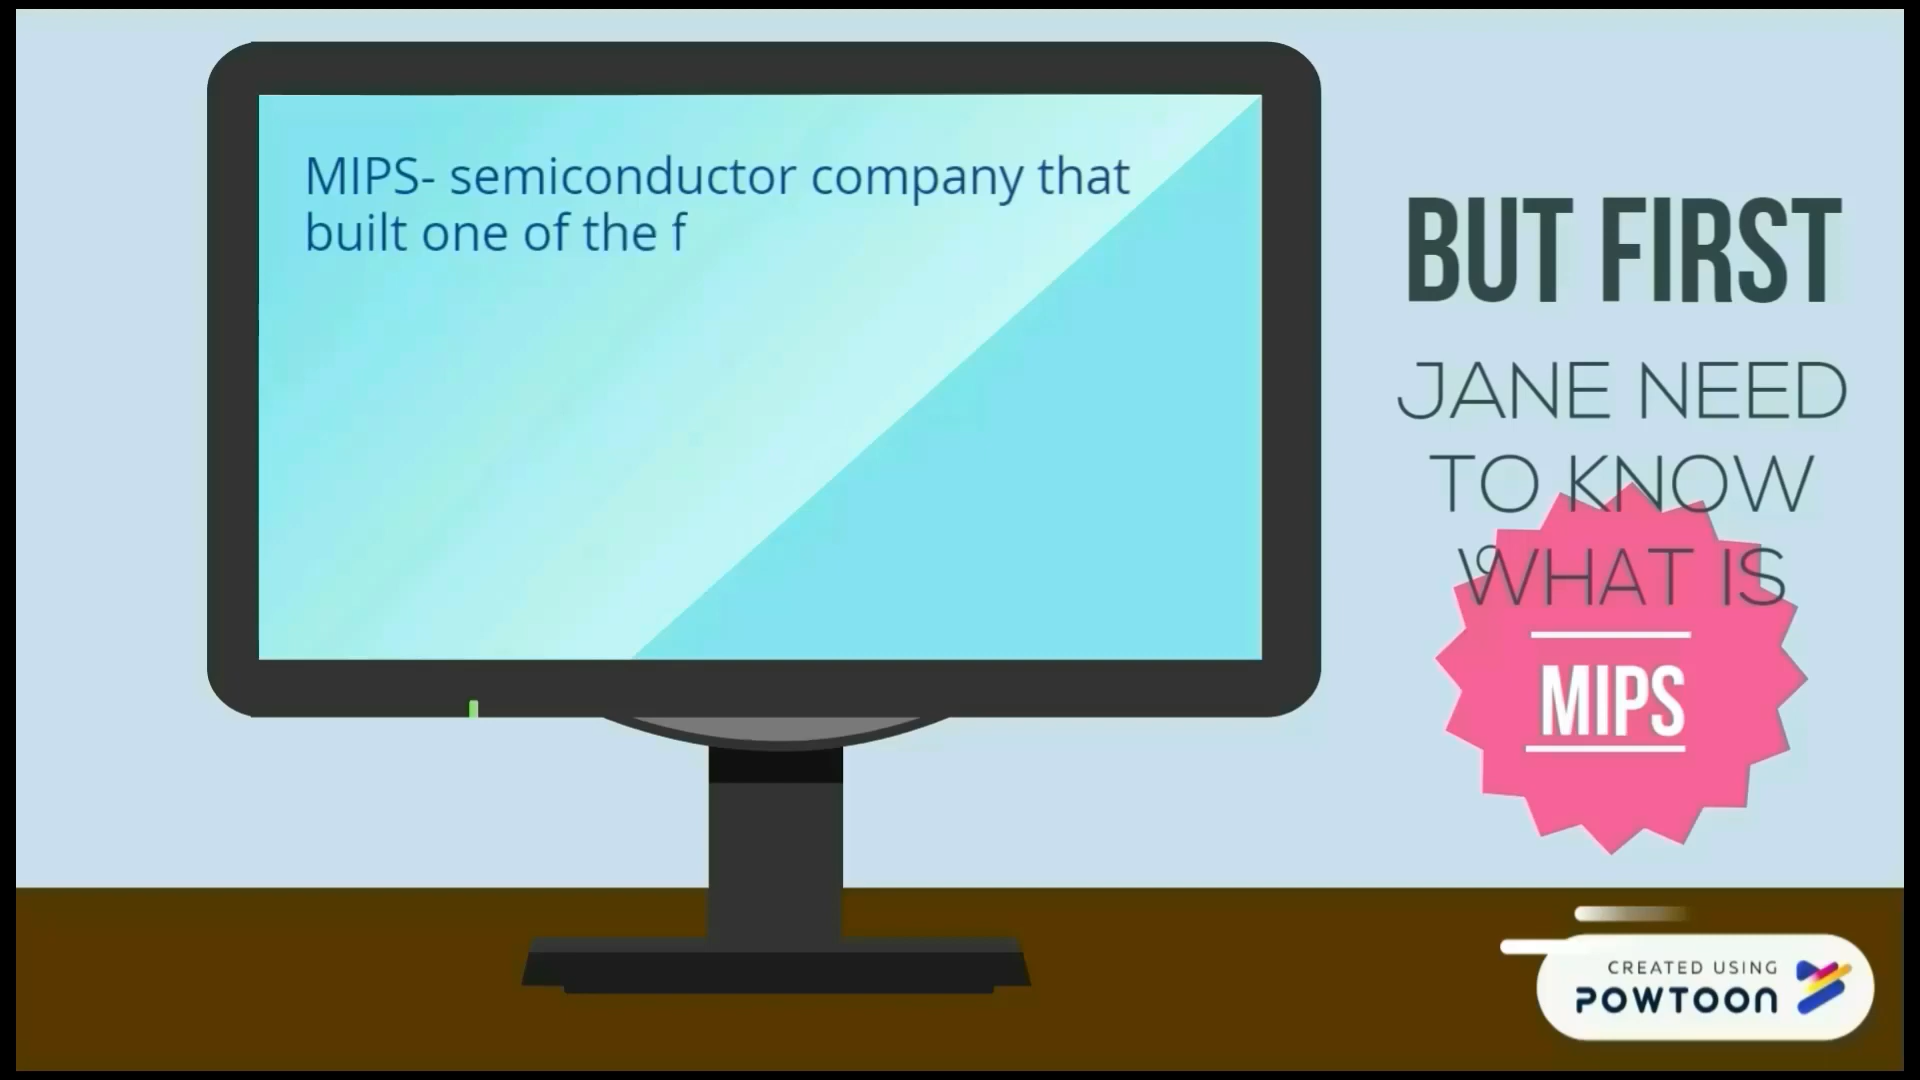 MIPS- semiconductor company that
built one of the f
BUT FIRST
JANE NEED
TO KNOW
WHAT IS
MIPS
CREATED USING
POWTOON